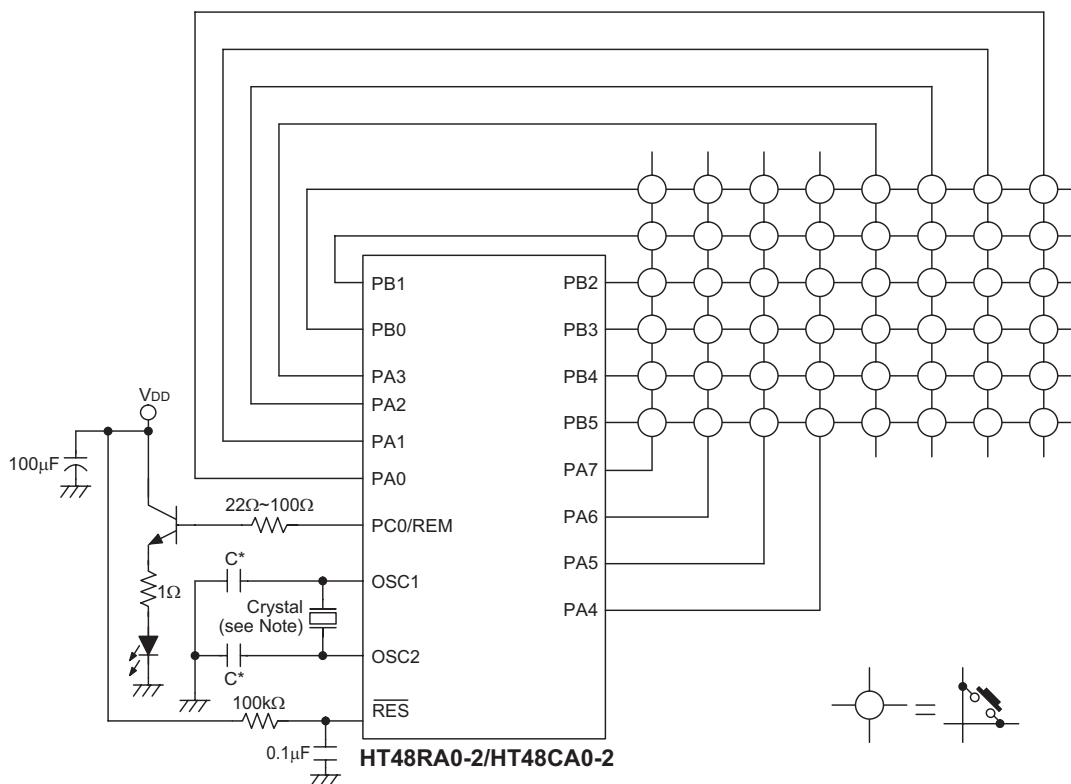 PB1
PB0
PA3
PA2
PA1
PA0
PC0/REM
OSC1
OSC2
RES
PB2
PB3
PB4
PB5
PA7
PA6
PA5
PA4
VDD
100µF
22Ω~100Ω
1Ω
C*
Crystal
(see Note)
C*
100kΩ
0.1µF
HT48RA0-2/HT48CA0-2